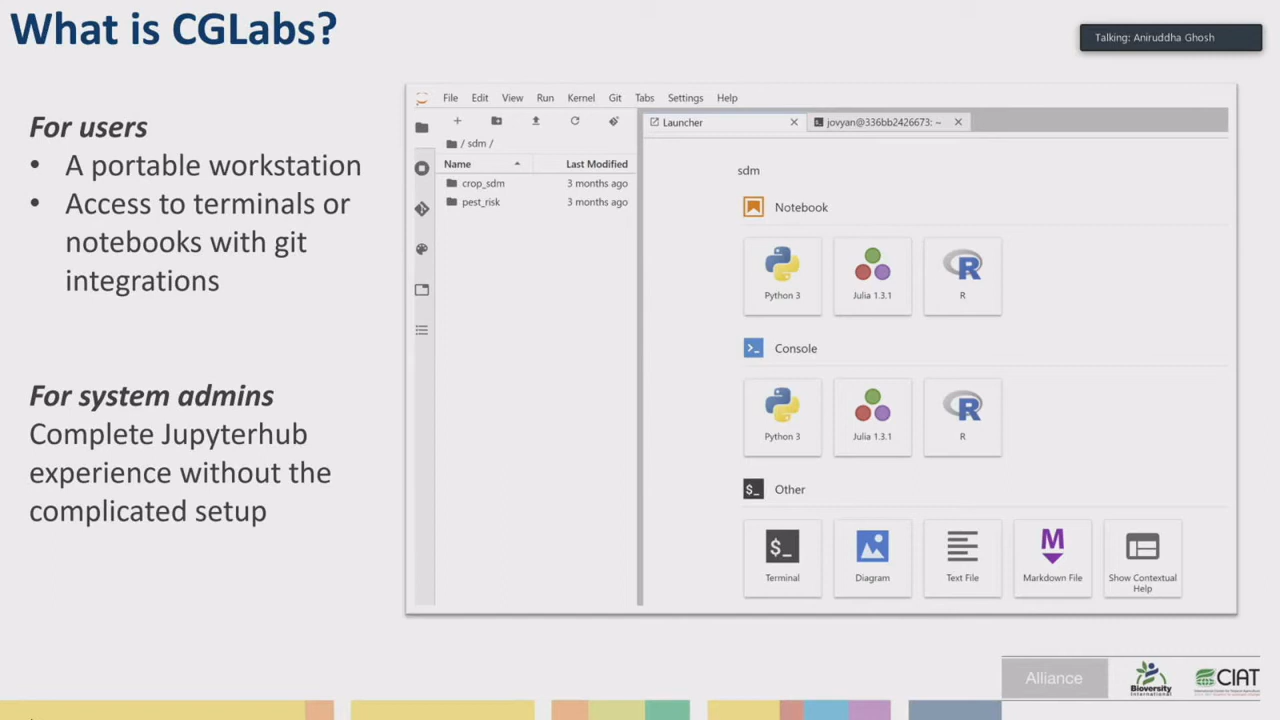 What is CGLabs?
Talking: Aniruddha Ghosh
For users
• A portable workstation
• Access to terminals or
notebooks with git
integrations
For system admins
Complete Jupyterhub
experience without the
complicated setup
File Edit View Run Kernel Git Tabs Settings Help
/ sdm /
Name Last Modified
crop_sdm 3 months ago
pest_risk 3 months ago
Launcher
jovyan@336bb2426673: ~
sdm
Notebook
Python 3 Julia 1.3.1 R
Console
Python 3 Julia 1.3.1 R
$_ Other
$_ M
Terminal Diagram Text File Markdown File Show Contextual
Help
Alliance
Bioversity
International
CIAT